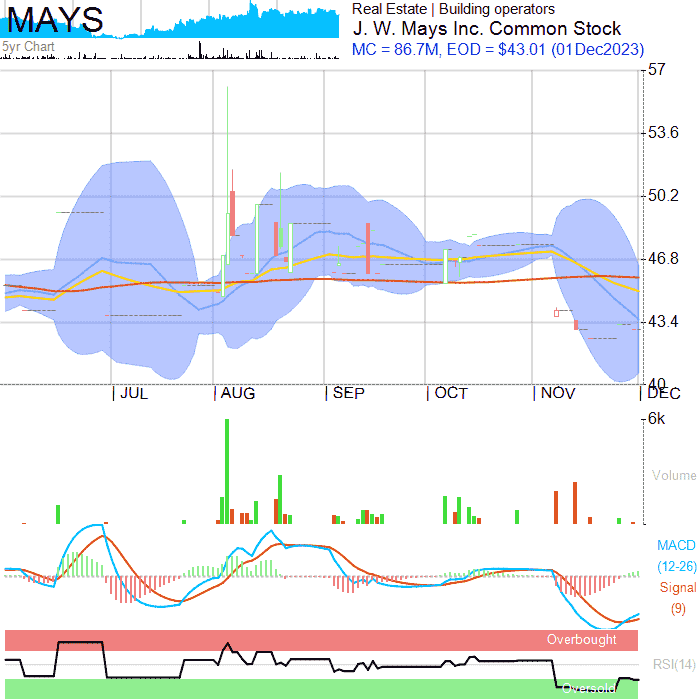 MAYS
5yr Chart
Real Estate | Building operators
J. W. Mays Inc. Common Stock
MC = 86.7M, EOD = $43.01 (01Dec2023)
57
53.6
50.2
46.8
43.4
40
JUL
AUG
SEP
OCT
NOV
DEC
6k
Volume
MACD
(12-26)
Signal
(9)
Overbought
RSI(14)
Oversold